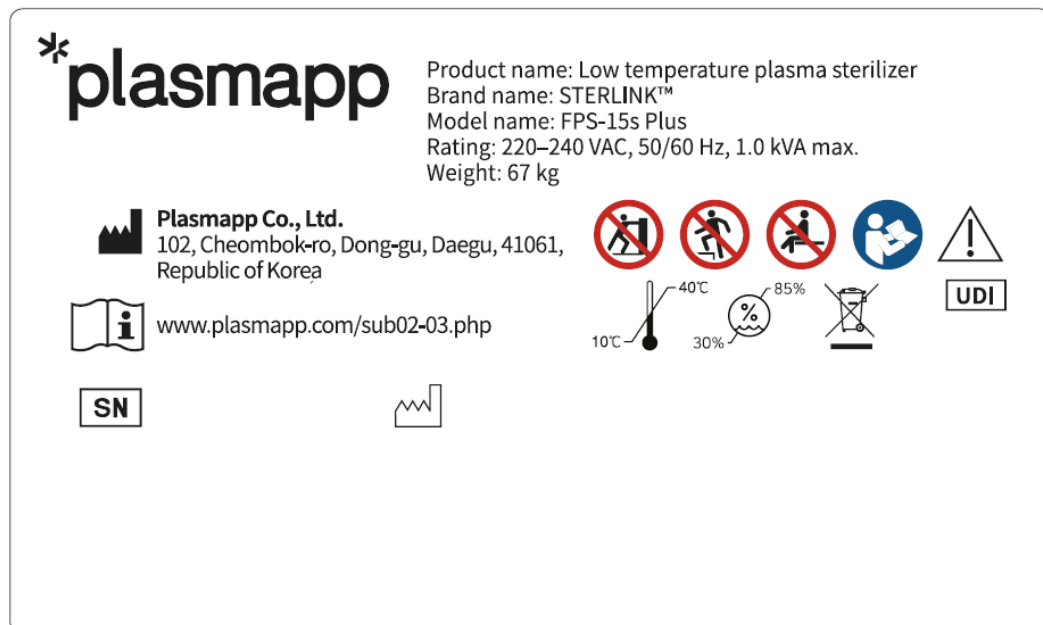 *plasmapp
Product name: Low temperature plasma sterilizer
Brand name: STERLINK™
Model name: FPS-15s Plus
Rating: 220–240 VAC, 50/60 Hz, 1.0 kVA max.
Weight: 67 kg
Plasmapp Co., Ltd.
102, Cheombok-ro, Dong-gu, Daegu, 41061,
Republic of Korea
40℃
85%
%
10℃
30%
UDI
i
www.plasmapp.com/sub02-03.php
SN